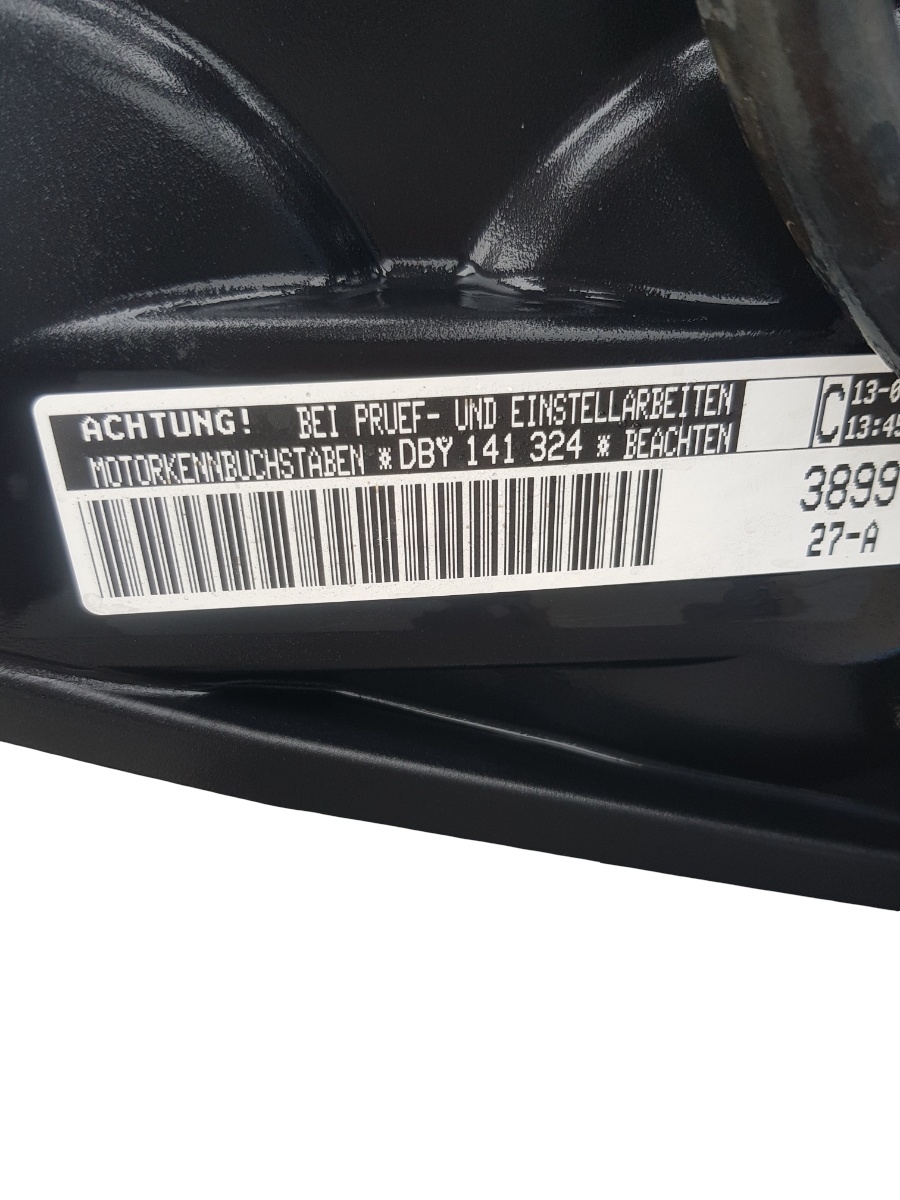 ACHTUNG! BEI PRUEF- UND EINSTELLARBEITEN
MOTORKENNBUCHSTABEN *DBY 141 324 * BEACHTEN
C
13-0
13:45
3899
27-A